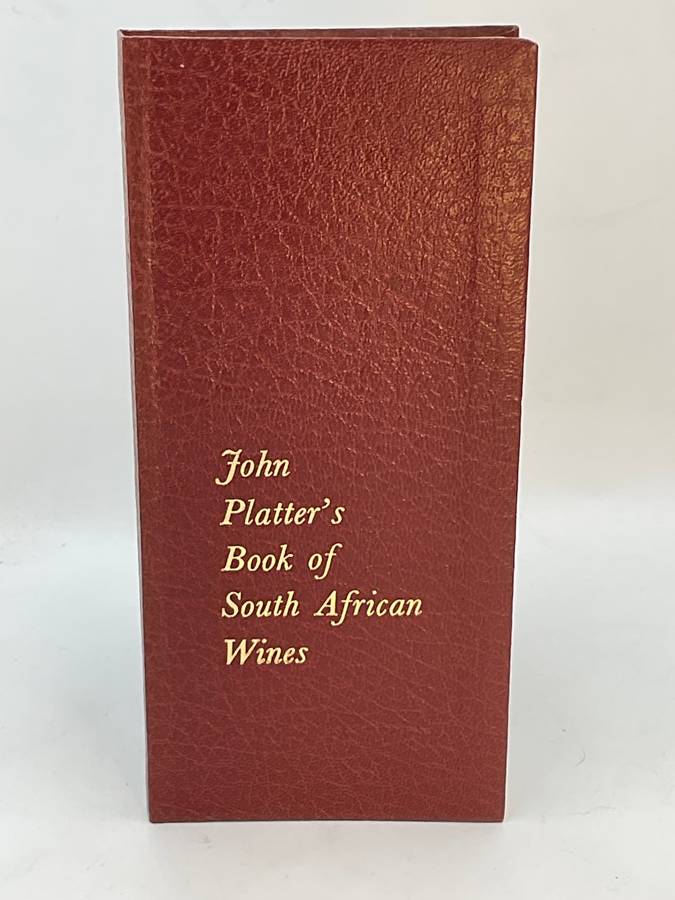 John
Platter's
Book of
South African
Wines